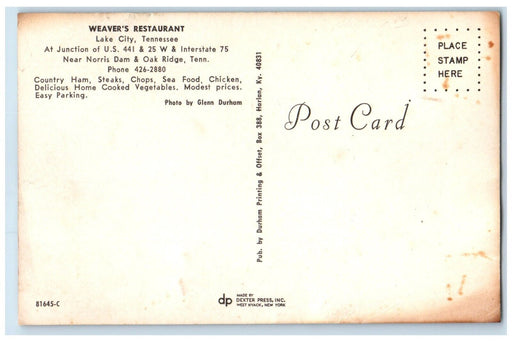 WEAVER'S RESTAURANT
Lake City, Tennessee
At Junction of U.S. 441 & 25 W & Interstate 75
Near Norris Dam & Oak Ridge, Tenn.
Phone 426-2880
Country Ham, Steaks, Chops, Sea Food, Chicken,
Delicious Home Cooked Vegetables. Modest prices.
Easy Parking.
Photo by Glenn Durham
Pub. by Durham Printing & Offset, Box 388, Harlan, Ky. 40831
PLACE
STAMP
HERE
Post Card
81645-C
dp
MADE BY
DEXTER PRESS, INC.
WEST NYACK, NEW YORK